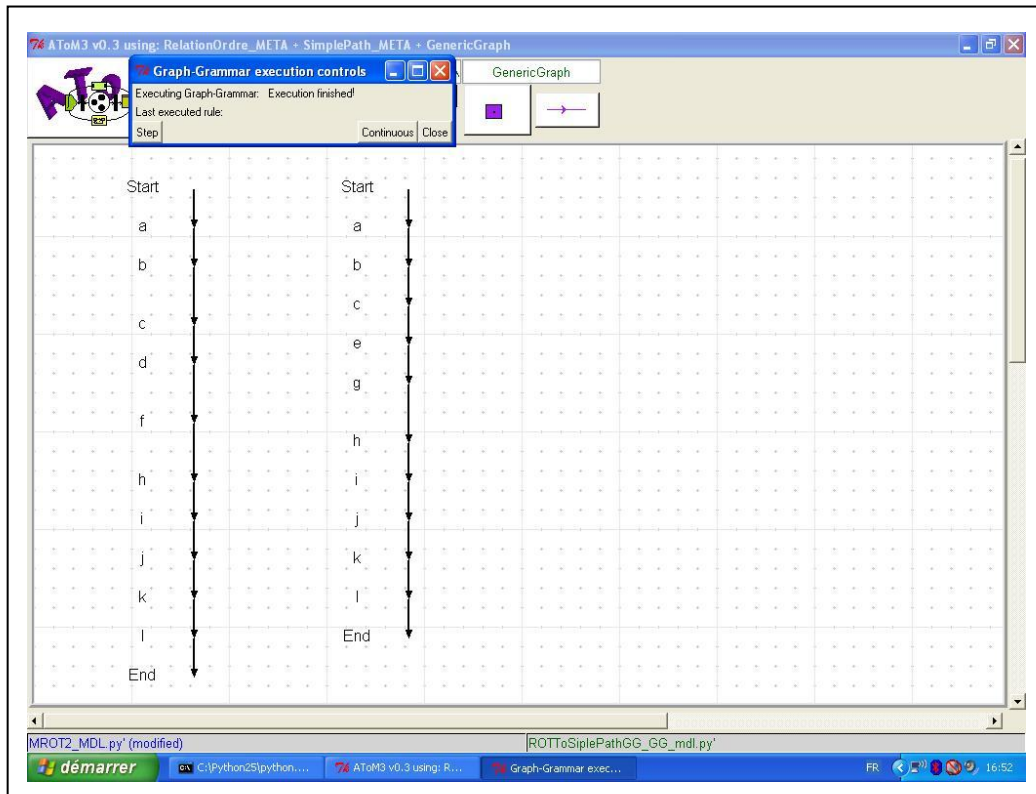 AToM3 v0.3 using: RelationOrdre_META + SimplePath_META + GenericGraph
Graph-Grammar execution controls
GenericGraph
Executing Graph-Grammar: Execution finished!
Last executed rule:
Step
Continuous
Close
Start
a
b
c
d
f
h
i
j
k
l
End
Start
a
b
c
e
g
h
i
j
k
l
End
MROT2_MDL.py' (modified)
ROTToSiplePathGG_GG_mdl.py'
démarrer
C:\Python25\python....
AToM3 v0.3 using: R...
Graph-Grammar exec...
FR
16:52